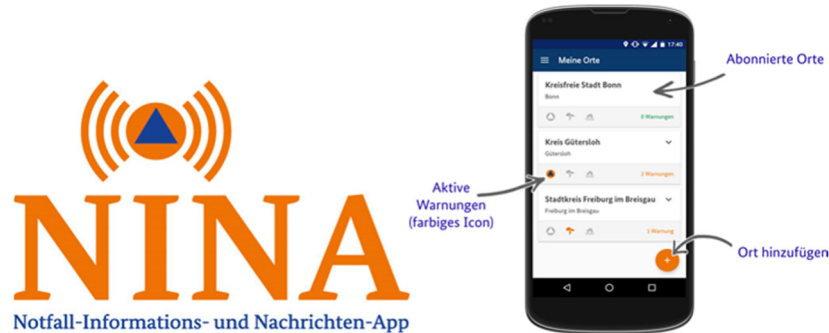 NINA
Notfall-Informations- und Nachrichten-App
17:40
Meine Orte
Kreisfreie Stadt Bonn
Bonn
0 Warnungen
Kreis Gütersloh
Gütersloh
2 Warnungen
Stadtkreis Freiburg im Breisgau
Freiburg im Breisgau
1 Warnung
+
Abonnierte Orte
Aktive
Warnungen
(farbiges Icon)
Ort hinzufügen